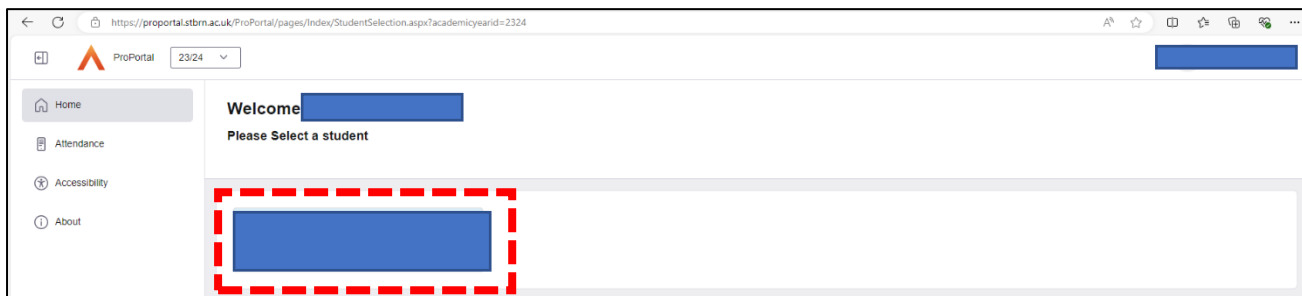 https://proportal.stbrn.ac.uk/ProPortal/pages/Index/StudentSelection.aspx?academicyearid=2324
ProPortal 23/24
Home
Attendance
Accessibility
About
Welcome
Please Select a student